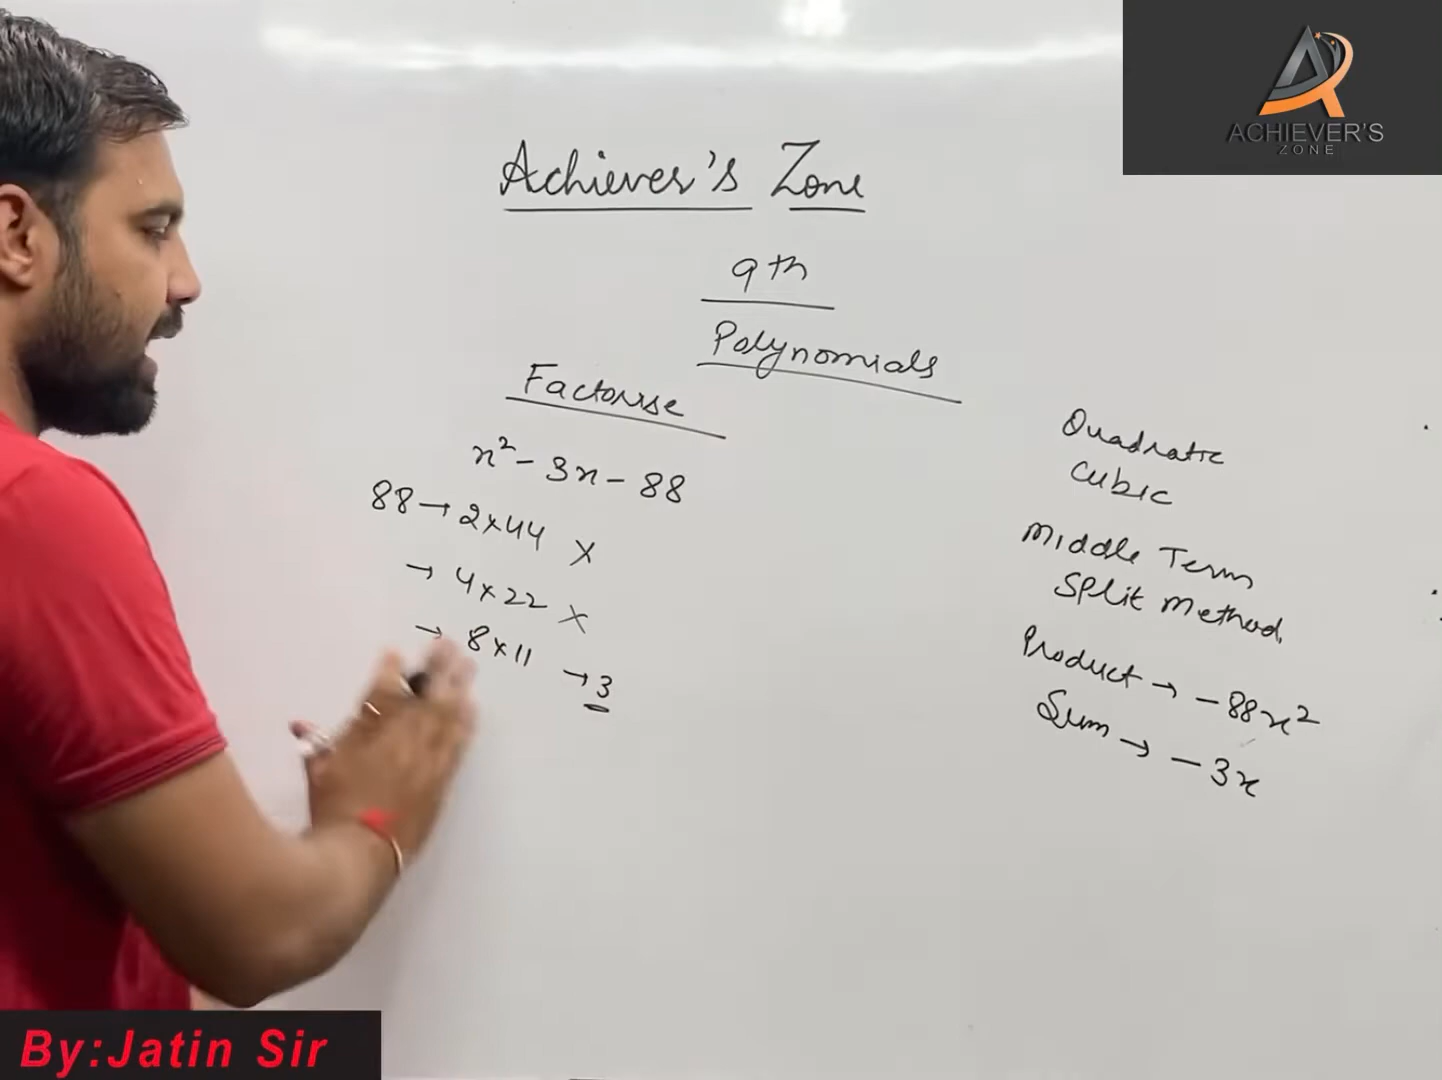 ACHIEVER'S
ZONE
Achiever's Zone
9th
Polynomials
Factorise
x² - 3x - 88
88 → 2 × 44 ×
→ 4 × 22 ×
→ 8 × 11 → 3
Quadratic
Cubic
Middle Term
Split Method.
Product → - 88x²
Sum → - 3x
By:Jatin Sir